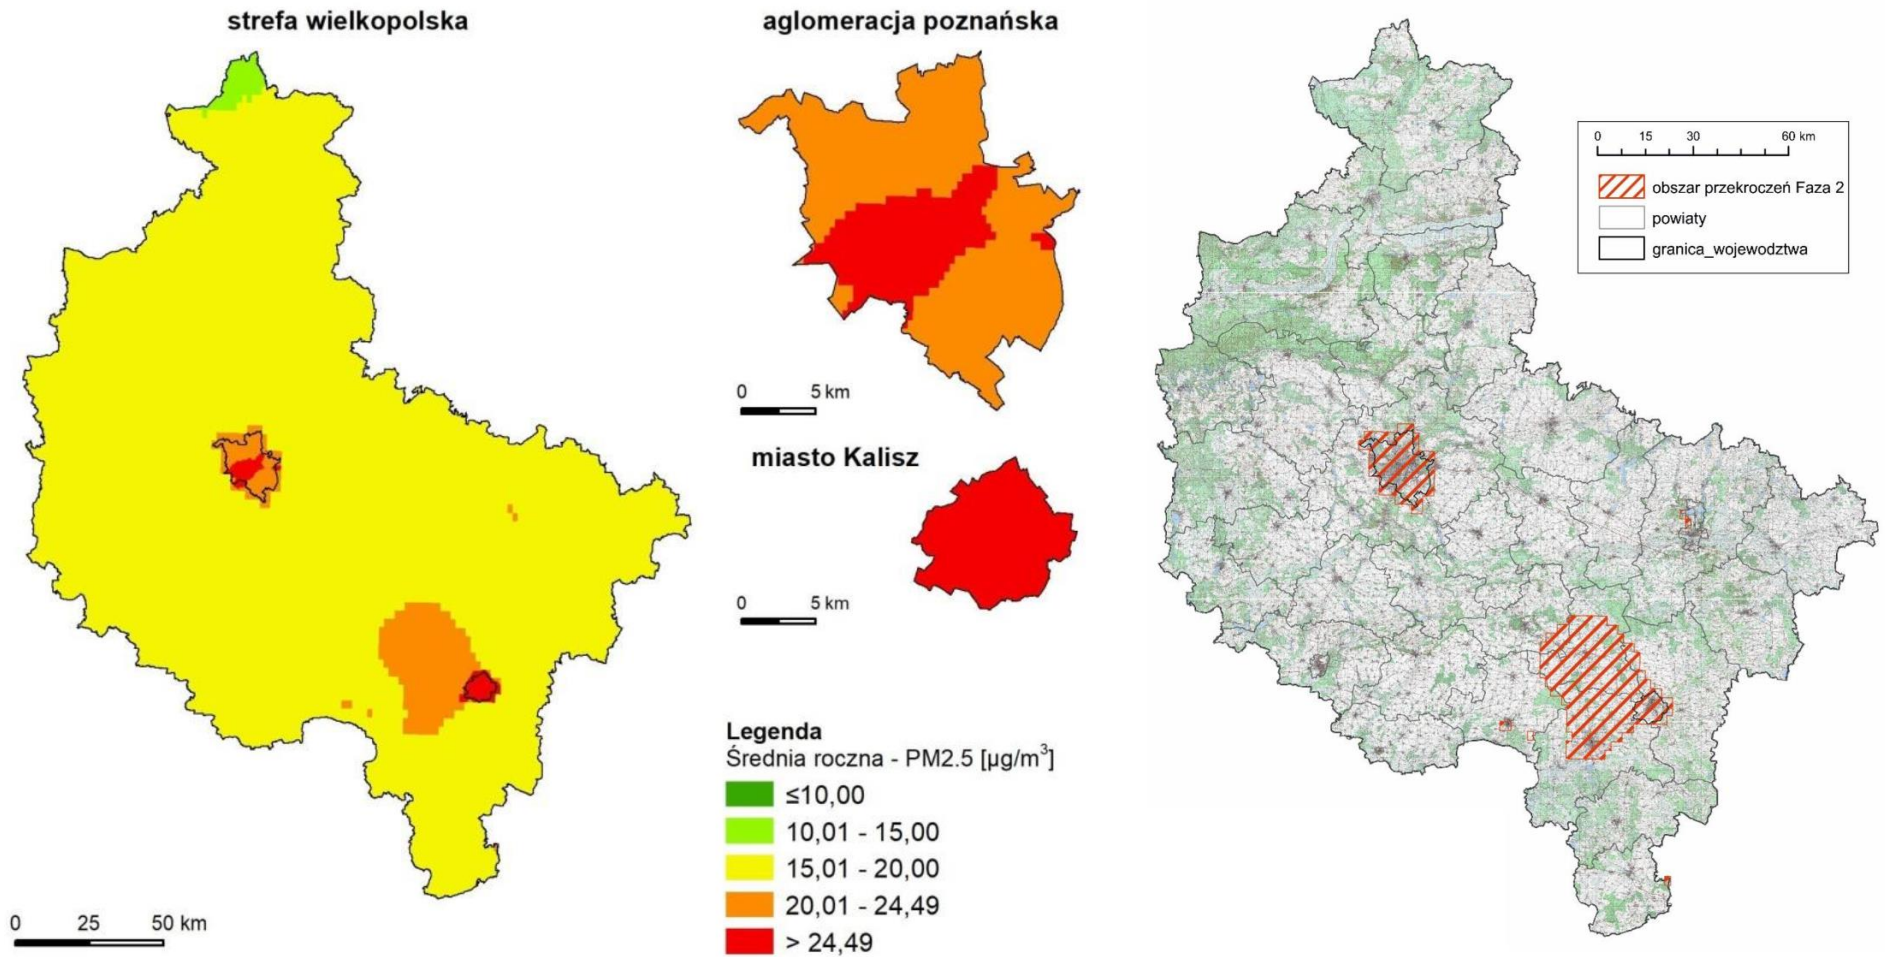 strefa wielkopolska
aglomeracja poznańska
0 5 km
miasto Kalisz
0 5 km
Legenda
Średnia roczna - PM2.5 [µg/m³]
≤10,00
10,01 - 15,00
15,01 - 20,00
20,01 - 24,49
> 24,49
0 25 50 km
0 15 30 60 km
obszar przekroczeń Faza 2
powiaty
granica_wojewodztwa